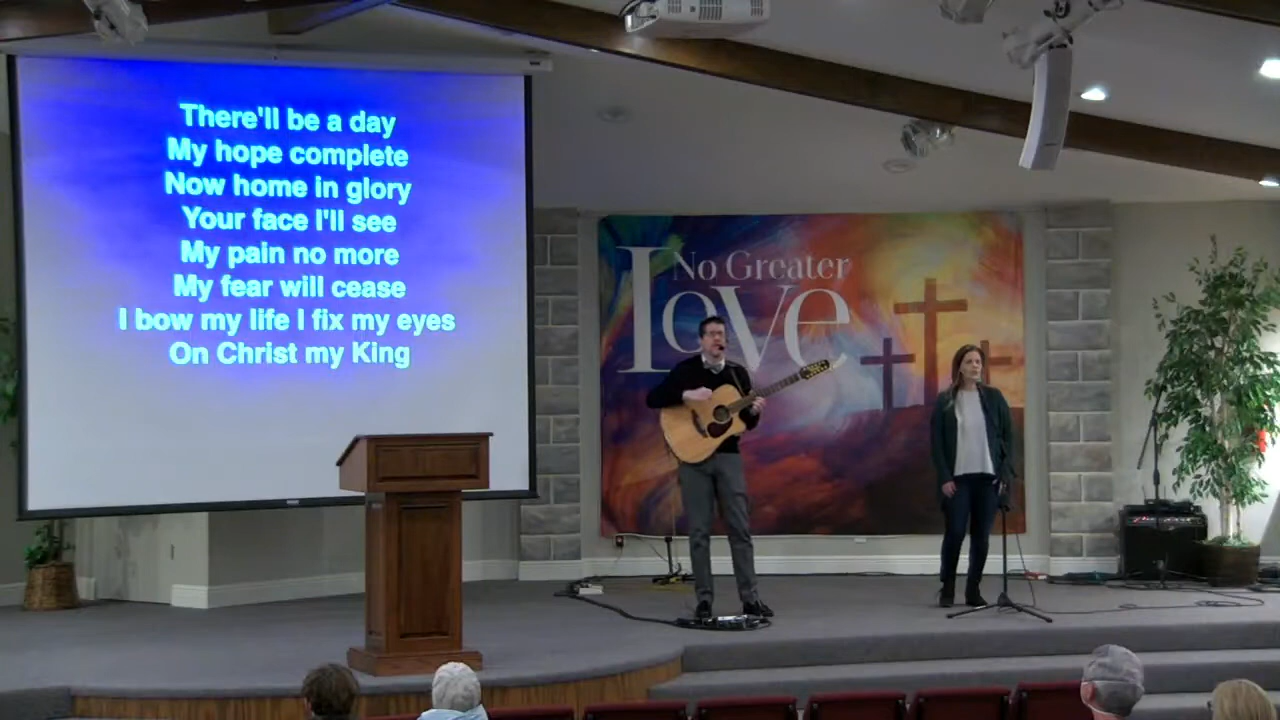 There'll be a day
My hope complete
Now home in glory
Your face I'll see
My pain no more
My fear will cease
I bow my life I fix my eyes
On Christ my King
No Greater
Love